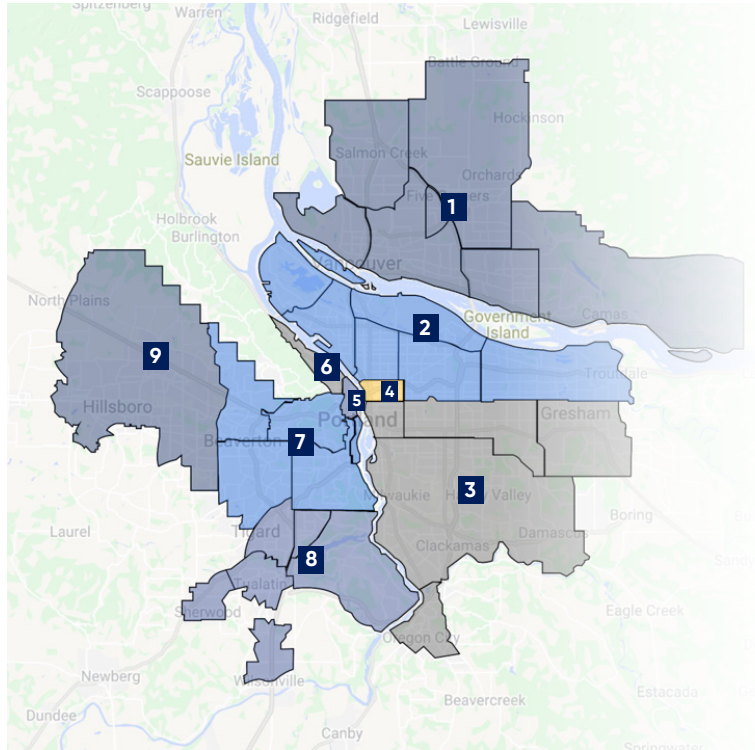 Spitzenberg
Warren
Ridgefield
Lewisville
Battle Ground
Scappoose
Hockinson
Salmon Creek
Sauvie Island
Orchards
Five Corners
1
Holbrook
Burlington
Vancouver
North Plains
Camas
Government
Island
2
9
6
Troutdale
4
5
Hillsboro
Portland
Gresham
Beaverton
7
3
Milwaukie
Happy Valley
Laurel
Tigard
Boring
Damascus
Clackamas
8
Tualatin
Sherwood
Eagle Creek
Oregon City
Newberg
Wilsonville
Estacada
Beavercreek
Dundee
Canby
Springwater